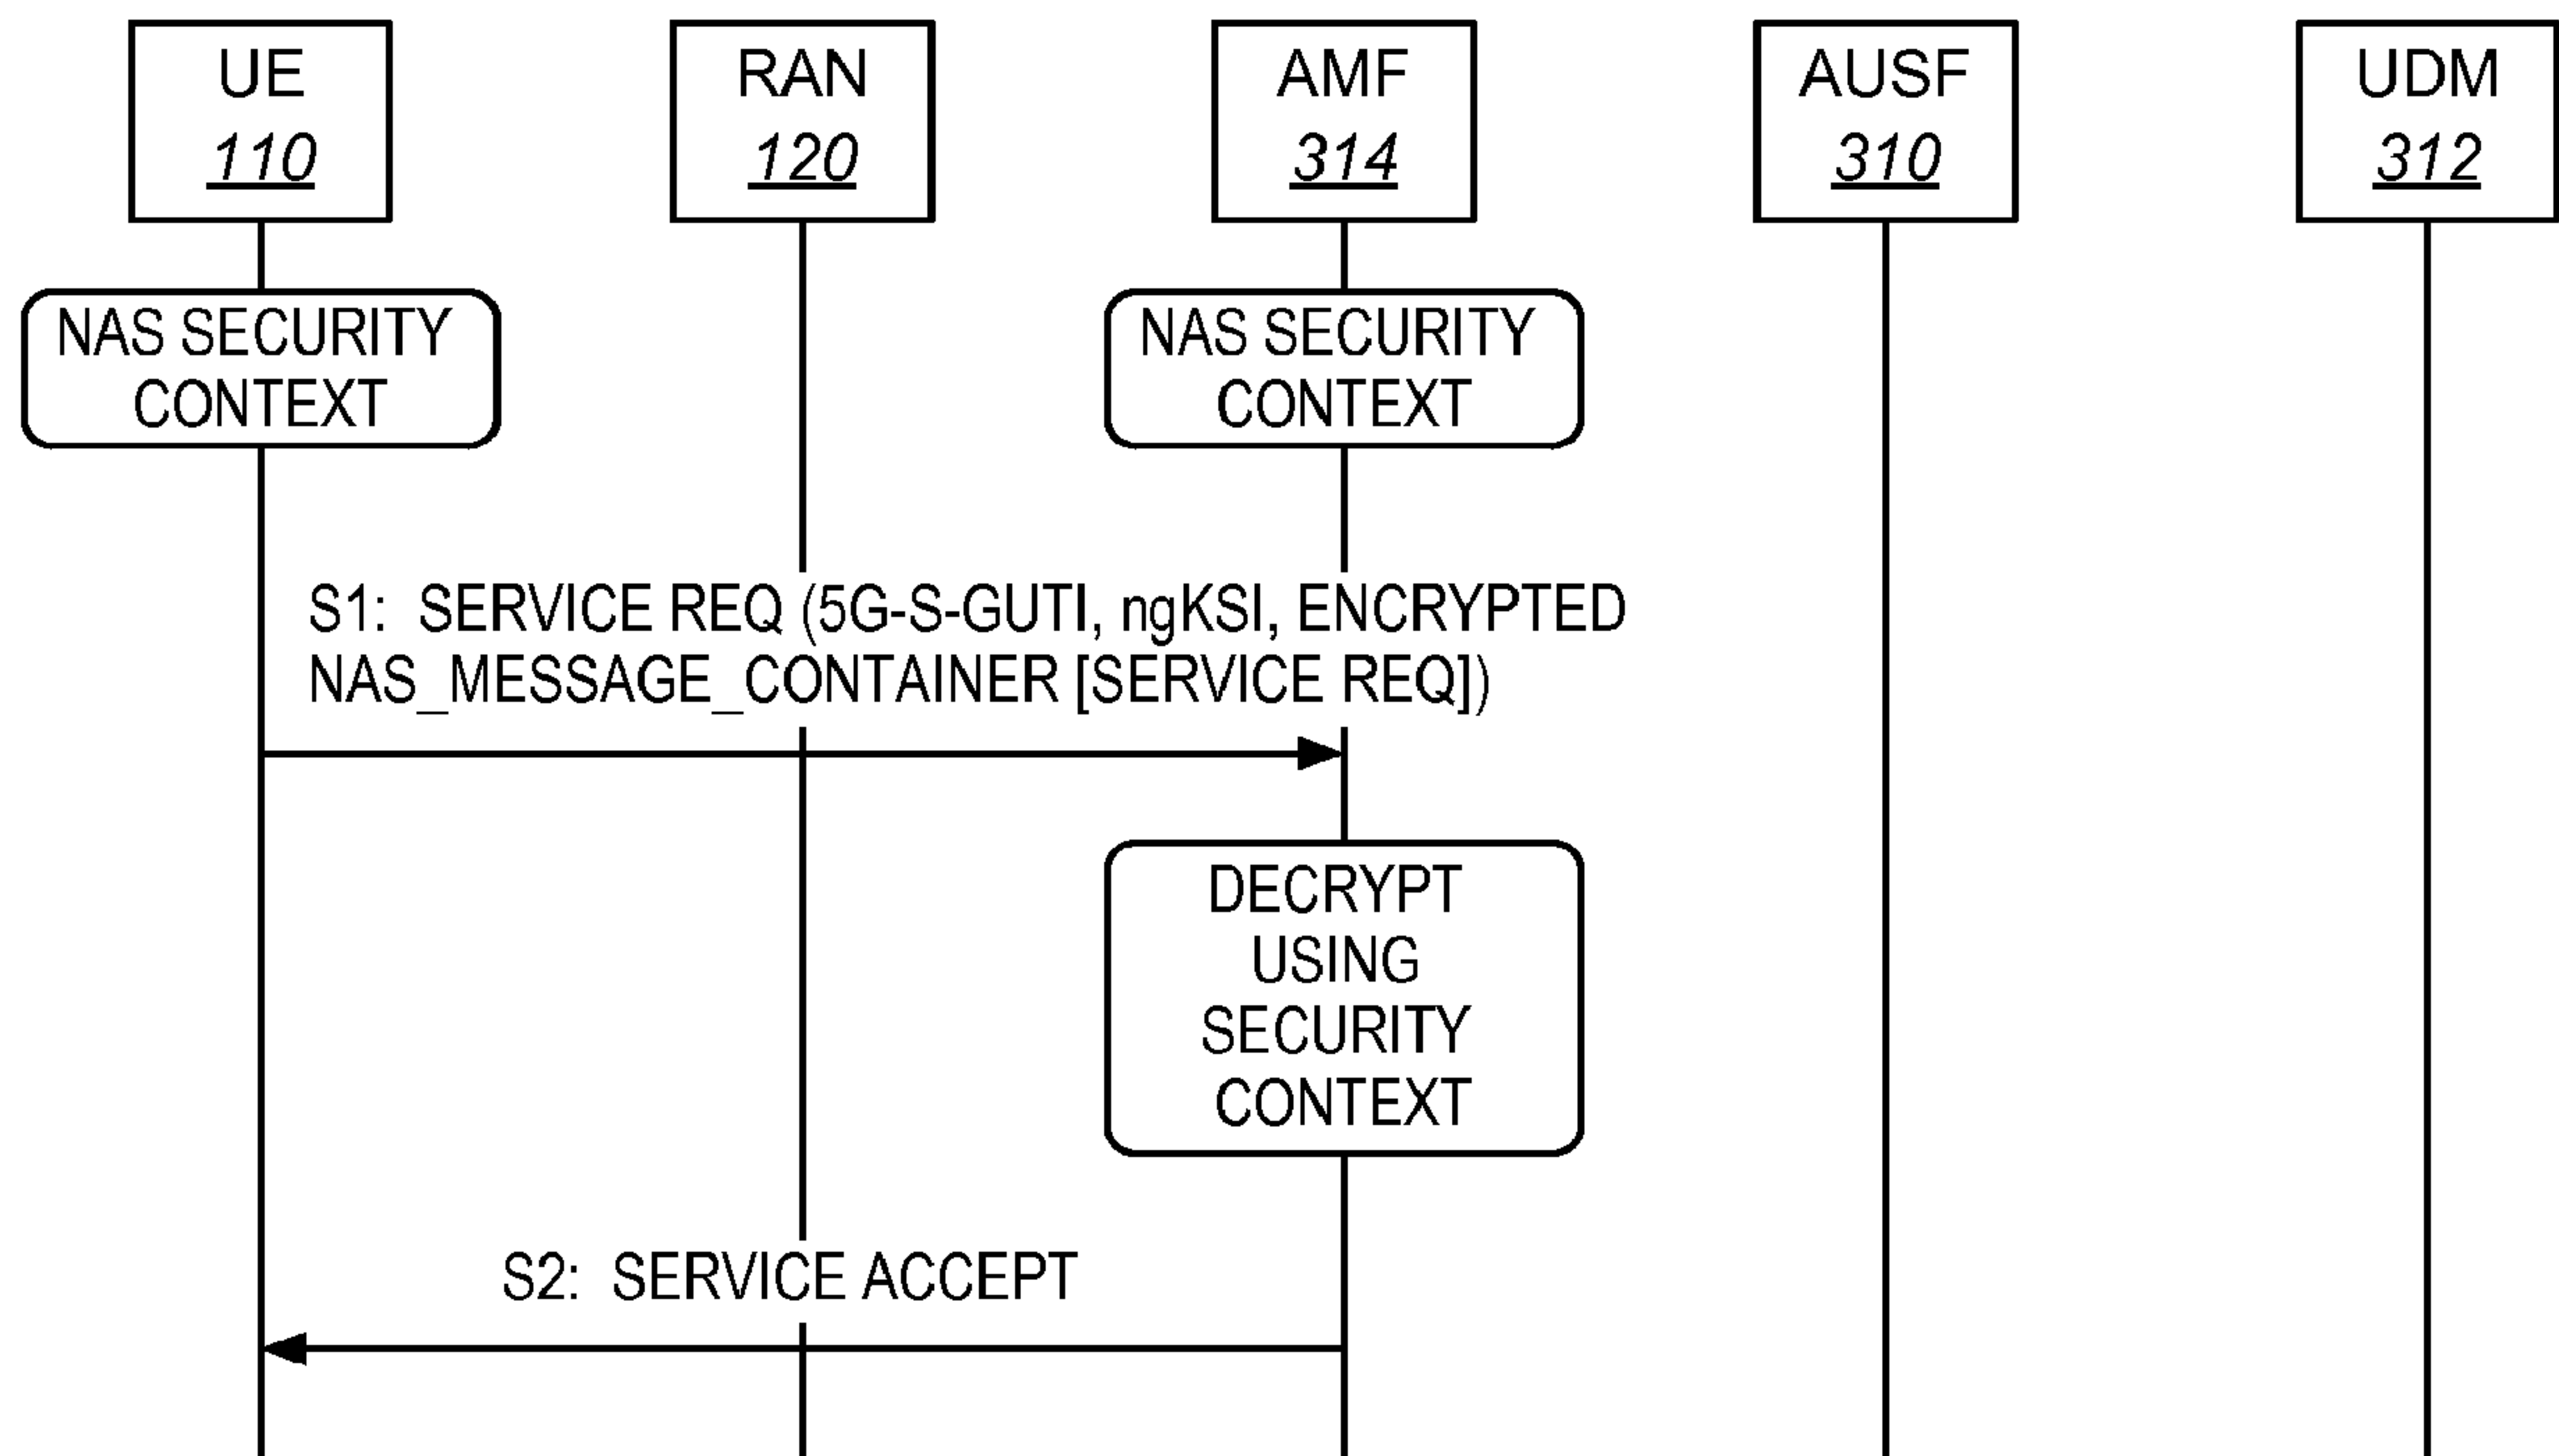 UE
110
RAN
120
AMF
314
AUSF
310
UDM
312
NAS SECURITY
CONTEXT
NAS SECURITY
CONTEXT
S1: SERVICE REQ (5G-S-GUTI, ngKSI, ENCRYPTED
NAS_MESSAGE_CONTAINER [SERVICE REQ])
DECRYPT
USING
SECURITY
CONTEXT
S2: SERVICE ACCEPT